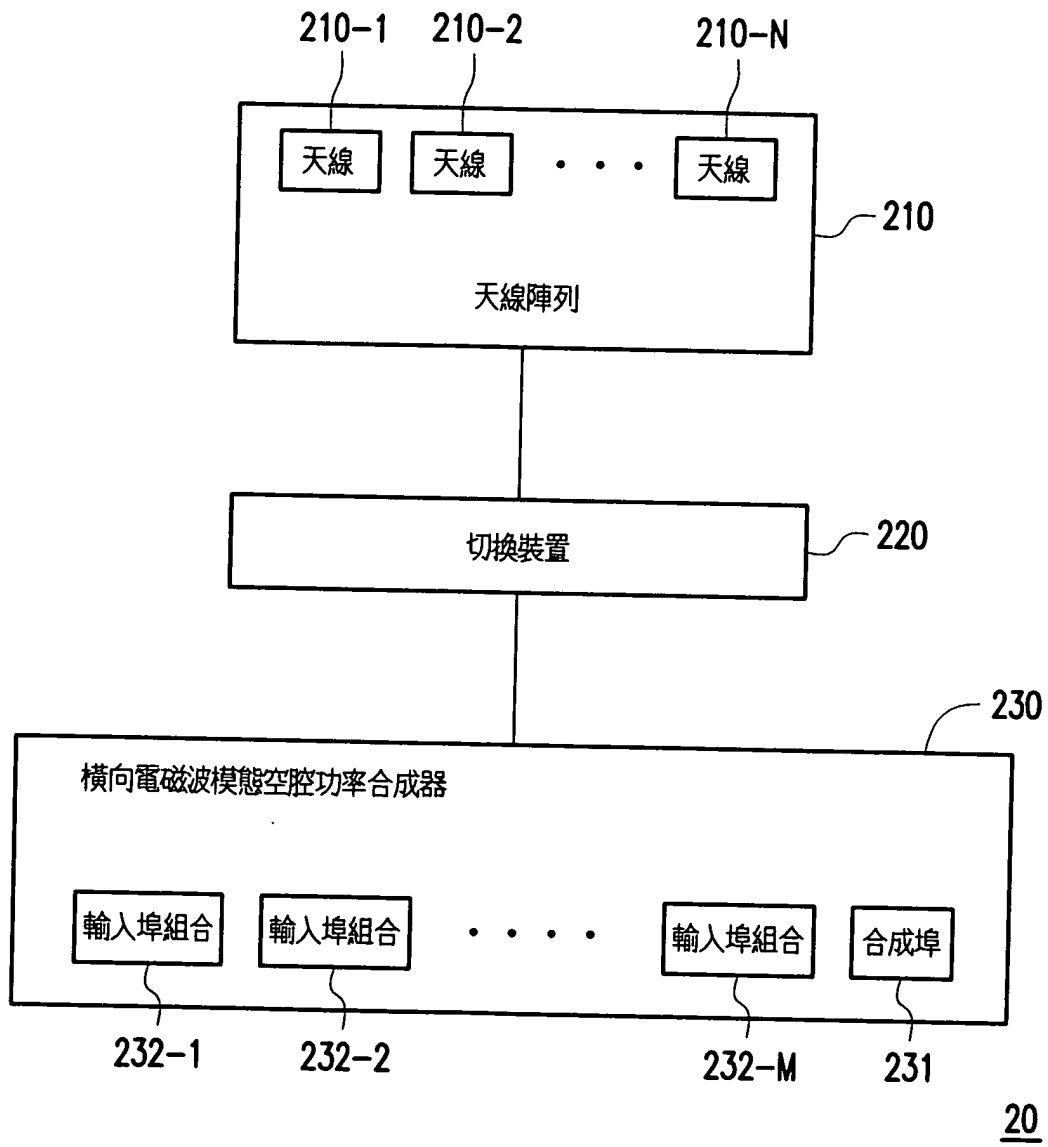 210-1 210-2 210-N
天線 天線 天線
210
天線陣列
切換裝置
220
230
橫向電磁波模態空腔功率合成器
輸入埠組合 輸入埠組合 輸入埠組合 合成埠
232-1 232-2 232-M 231
20